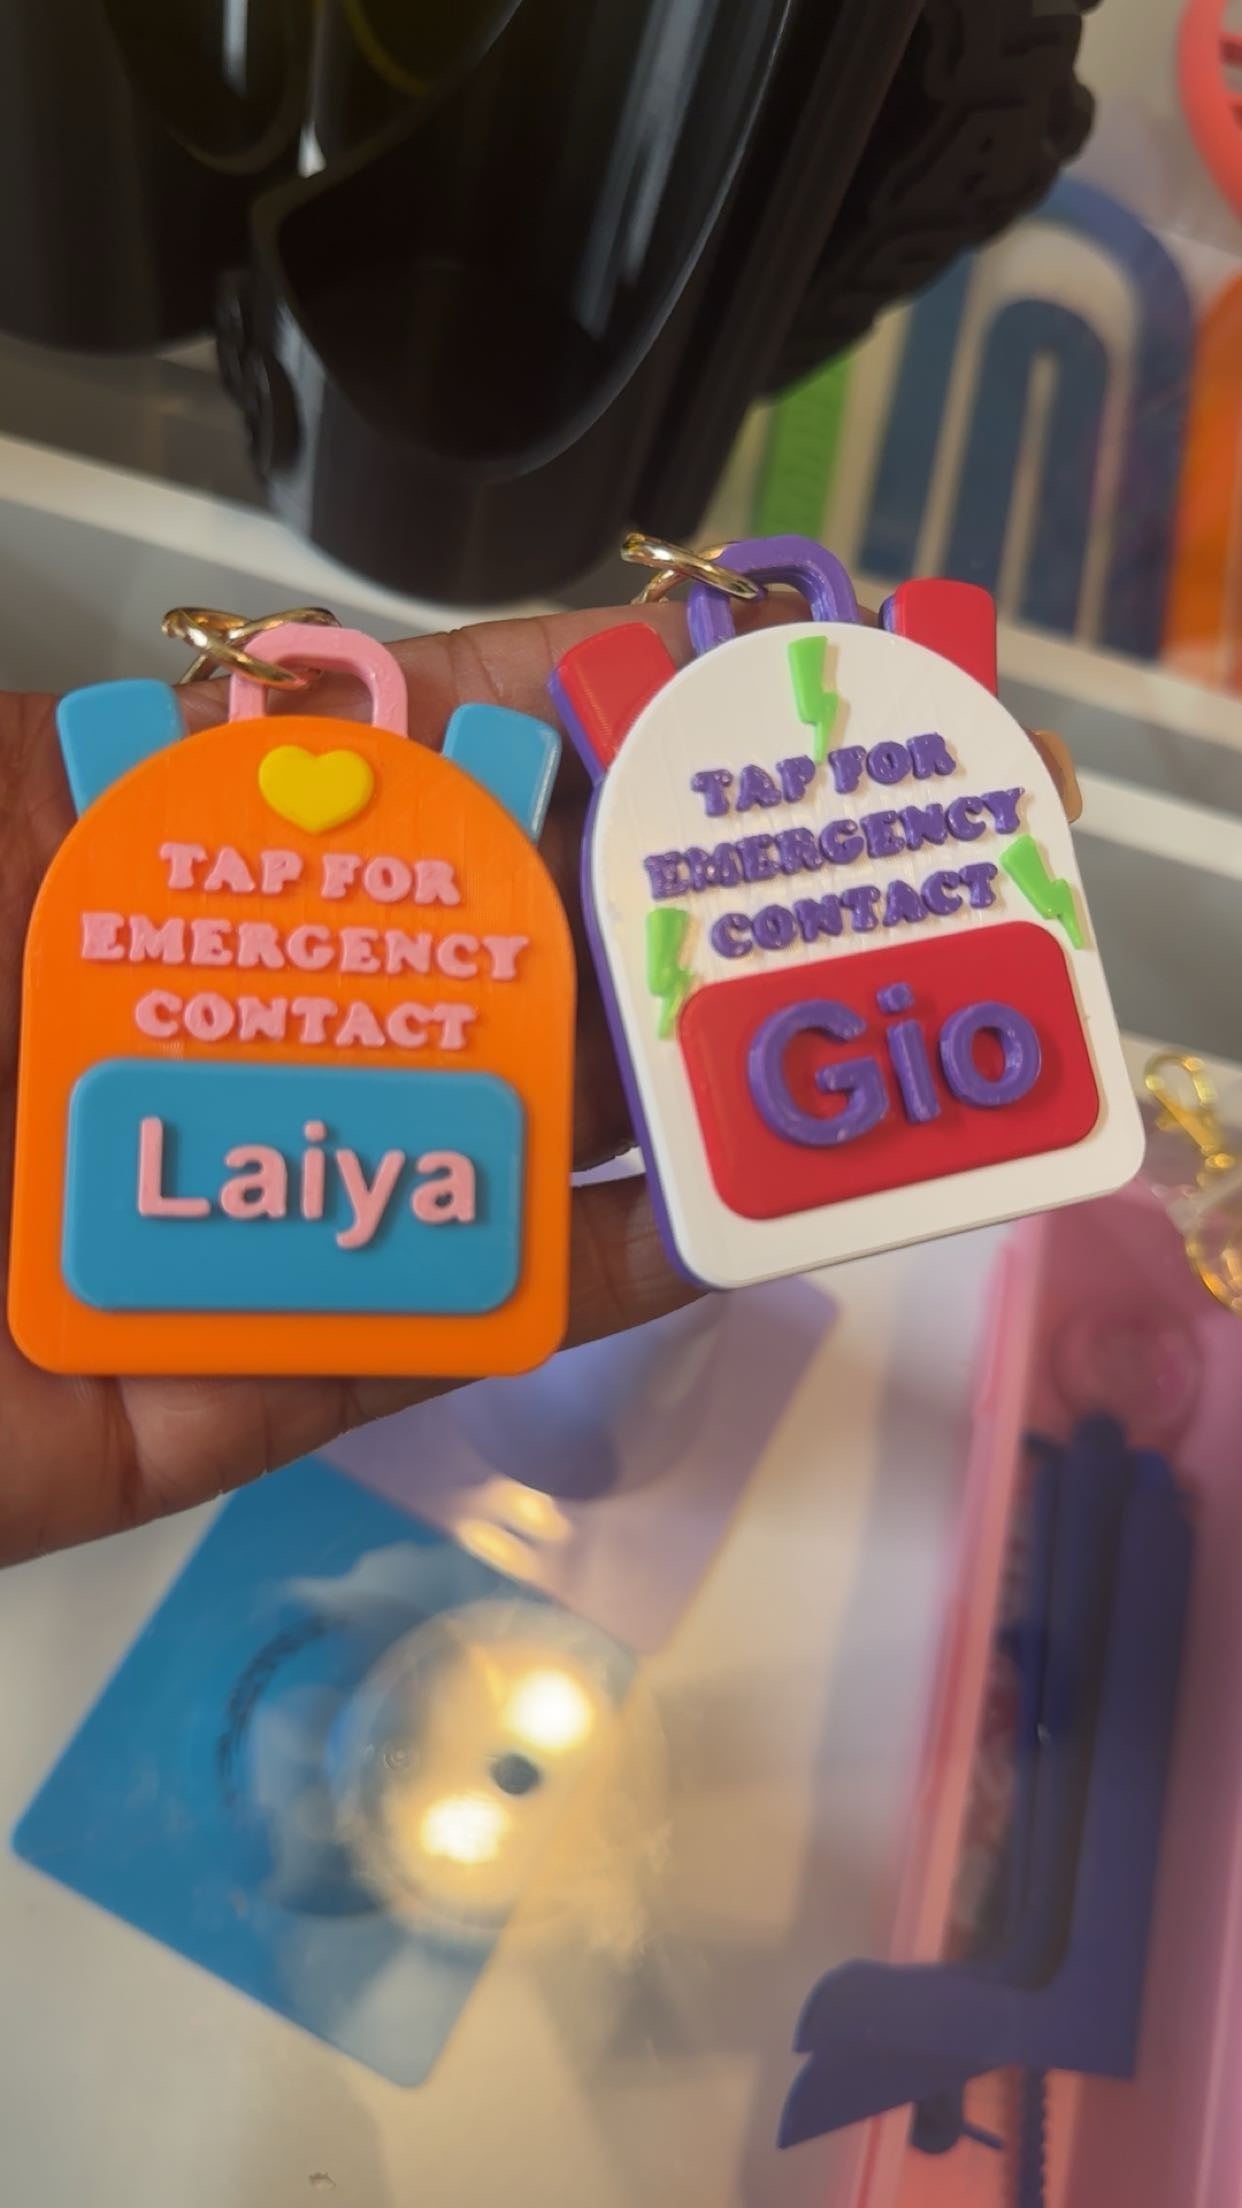 TAP FOR
EMERGENCY
CONTACT
Laiya
TAP FOR
EMERGENCY
CONTACT
Gio